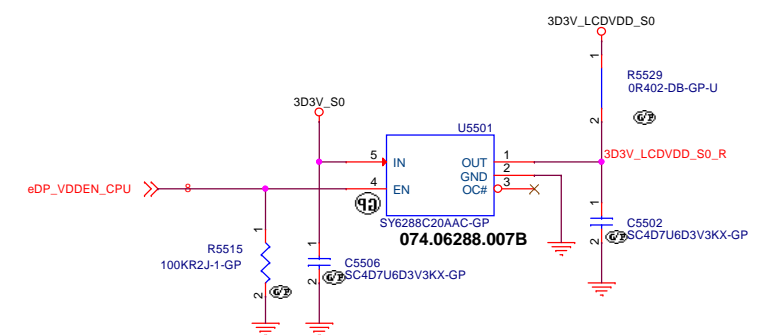 3D3V_LCDVDD_S0
1
R5529
0R402-DB-GP-U
2
G/P
3D3V_S0
U5501
5
IN
OUT
1
3D3V_LCDVDD_S0_R
GND
2
eDP_VDDEN_CPU
8
4
EN
OC#
3
GP
SY6288C20AAC-GP
074.06288.007B
1
C5502
2
G/P
SC4D7U6D3V3KX-GP
1
R5515
100KR2J-1-GP
2
G/P
1
C5506
2
G/P
SC4D7U6D3V3KX-GP